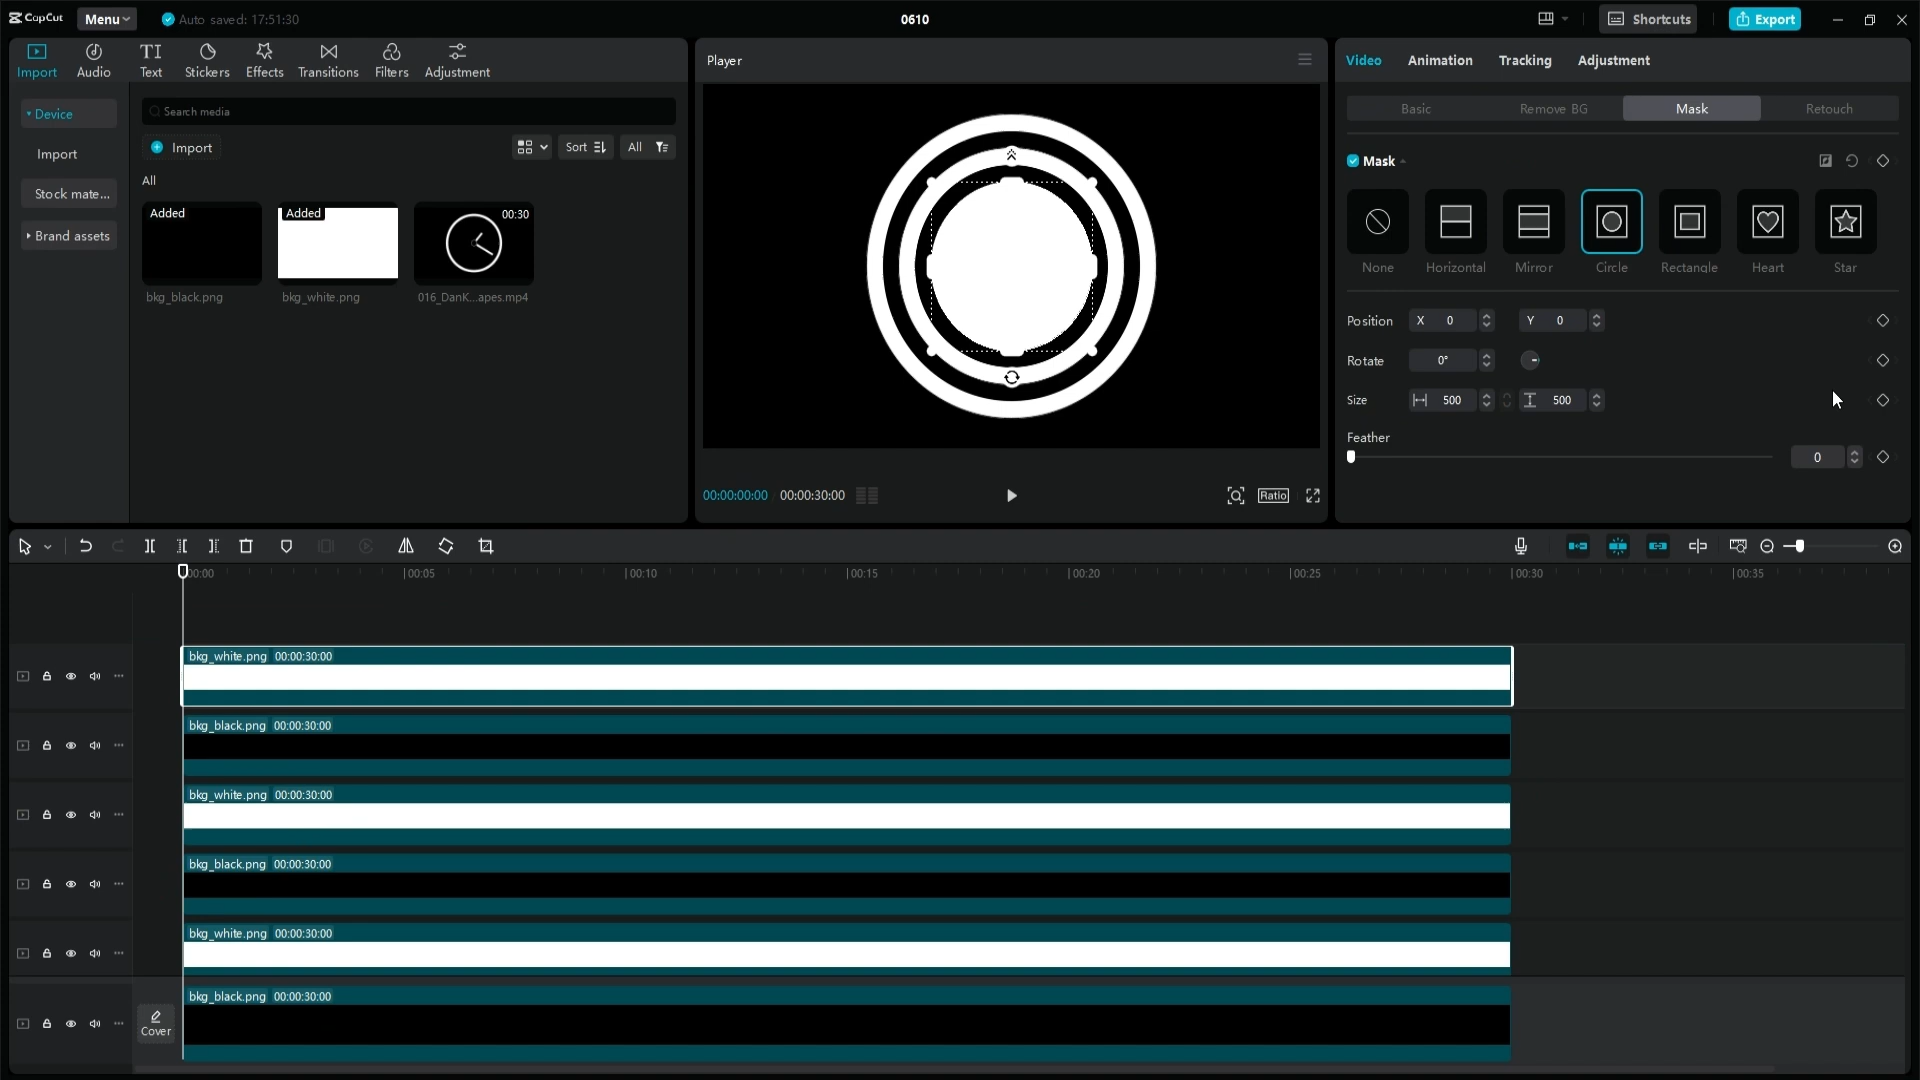 CapCut
Menu
Auto saved: 17:51:30
0610
Shortcuts
Export
Import
Audio
TI
Text
Stickers
Effects
Transitions
Filters
Adjustment
Device
Import
Stock mate...
Brand assets
Search media
Import
Sort
All
All
Added
Added
00:30
bkg_black.png
bkg_white.png
016_DanK...apes.mp4
Player
00:00:00:00
00:00:30:00
Ratio
Video
Animation
Tracking
Adjustment
Basic
Remove BG
Mask
Retouch
Mask
None
Horizontal
Mirror
Circle
Rectangle
Heart
Star
Position X 0 Y 0
Rotate 0°
Size 500 500
Feather
0
00:00 00:05 00:10 00:15 00:20 00:25 00:30 00:35
bkg_white.png 00:00:30:00
bkg_black.png 00:00:30:00
bkg_white.png 00:00:30:00
bkg_black.png 00:00:30:00
bkg_white.png 00:00:30:00
bkg_black.png 00:00:30:00
Cover